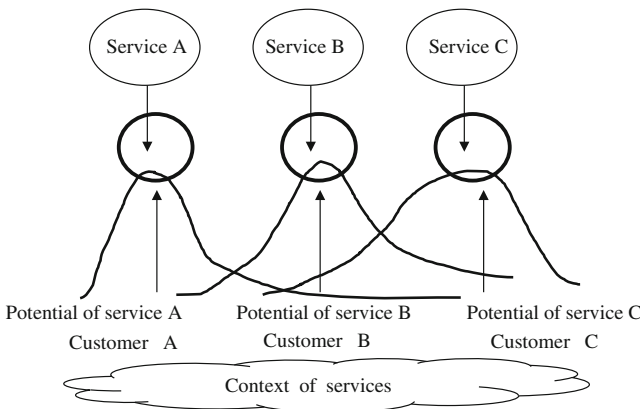 Service A
Service B
Service C
Potential of service A
Potential of service B
Potential of service C
Customer A
Customer B
Customer C
Context of services